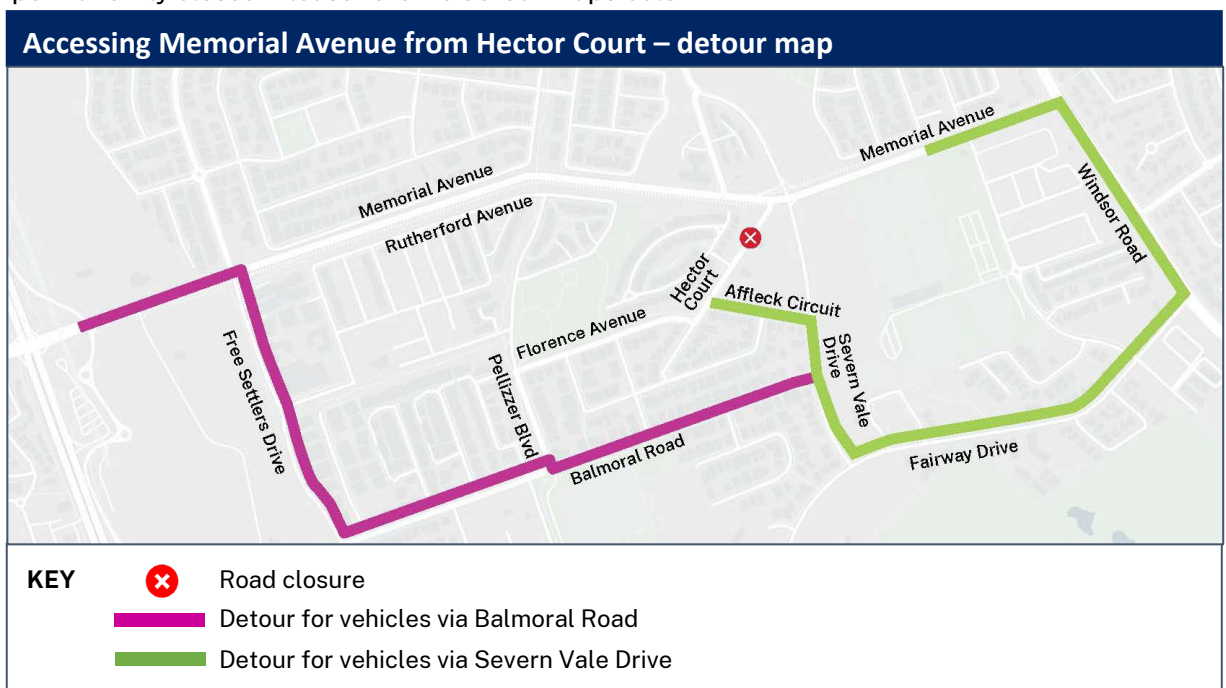 Accessing Memorial Avenue from Hector Court – detour map
Memorial Avenue
Memorial Avenue
Rutherford Avenue
Windsor Road
Hector
Court
Affleck Circuit
Florence Avenue
Severn Vale
Drive
Free Settlers Drive
Pellizzer Blvd
Balmoral Road
Fairway Drive
KEY
Road closure
Detour for vehicles via Balmoral Road
Detour for vehicles via Severn Vale Drive